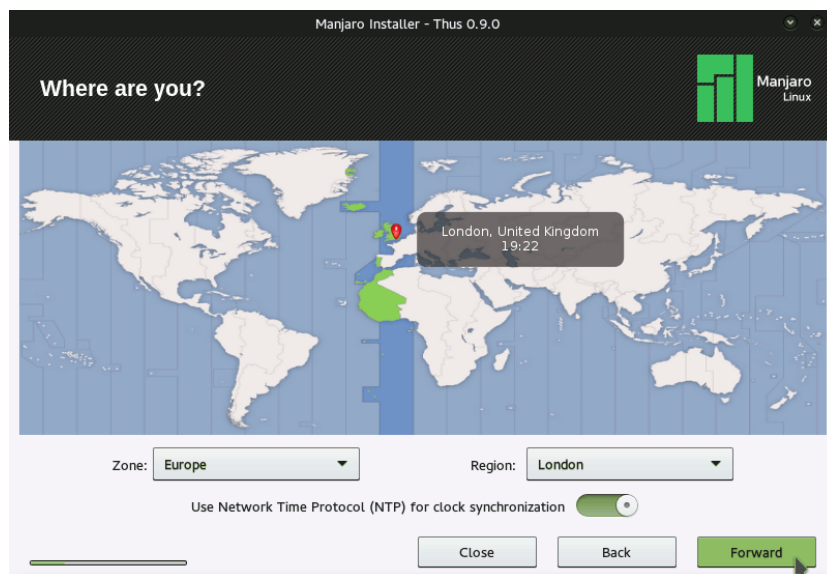 Manjaro Installer - Thus 0.9.0
Where are you?
Manjaro
Linux
London, United Kingdom
19:22
Zone: Europe
Region: London
Use Network Time Protocol (NTP) for clock synchronization
Close
Back
Forward